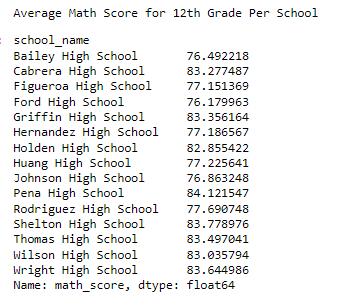 Average Math Score for 12th Grade Per School
school_name
Bailey High School 76.492218
Cabrera High School 83.277487
Figueroa High School 77.151369
Ford High School 76.179963
Griffin High School 83.356164
Hernandez High School 77.186567
Holden High School 82.855422
Huang High School 77.225641
Johnson High School 76.863248
Pena High School 84.121547
Rodriguez High School 77.690748
Shelton High School 83.778976
Thomas High School 83.497041
Wilson High School 83.035794
Wright High School 83.644986
Name: math_score, dtype: float64